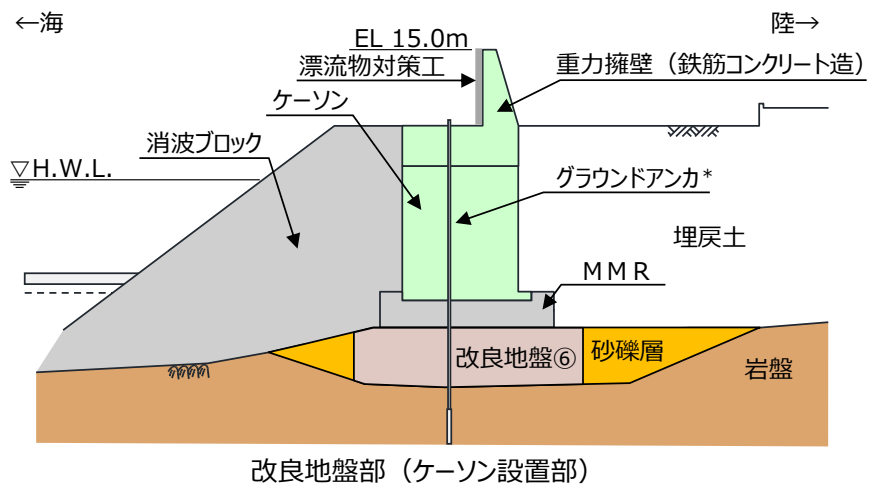 ←海
陸→
EL 15.0m
漂流物対策工
重力擁壁（鉄筋コンクリート造）
ケーソン
消波ブロック
▽H.W.L.
グラウンドアンカ*
埋戻土
ＭＭＲ
改良地盤⑥
砂礫層
岩盤
改良地盤部（ケーソン設置部）